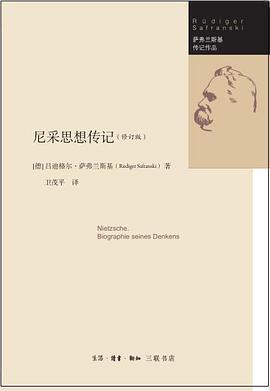 Rüdiger
Safranski
萨弗兰斯基
传记作品
尼采思想传记（修订版）
[德] 吕迪格尔·萨弗兰斯基（Rüdiger Safranski） 著
卫茂平 译
Nietzsche.
Biographie seines Denkens
生活·讀書·新知 三联书店